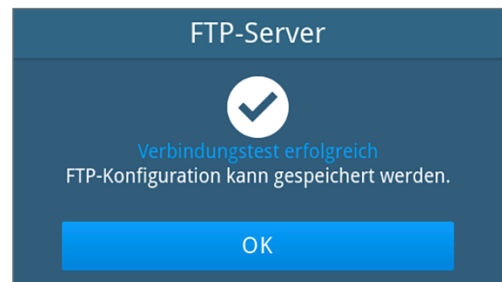 FTP-Server
Verbindungstest erfolgreich
FTP-Konfiguration kann gespeichert werden.
OK